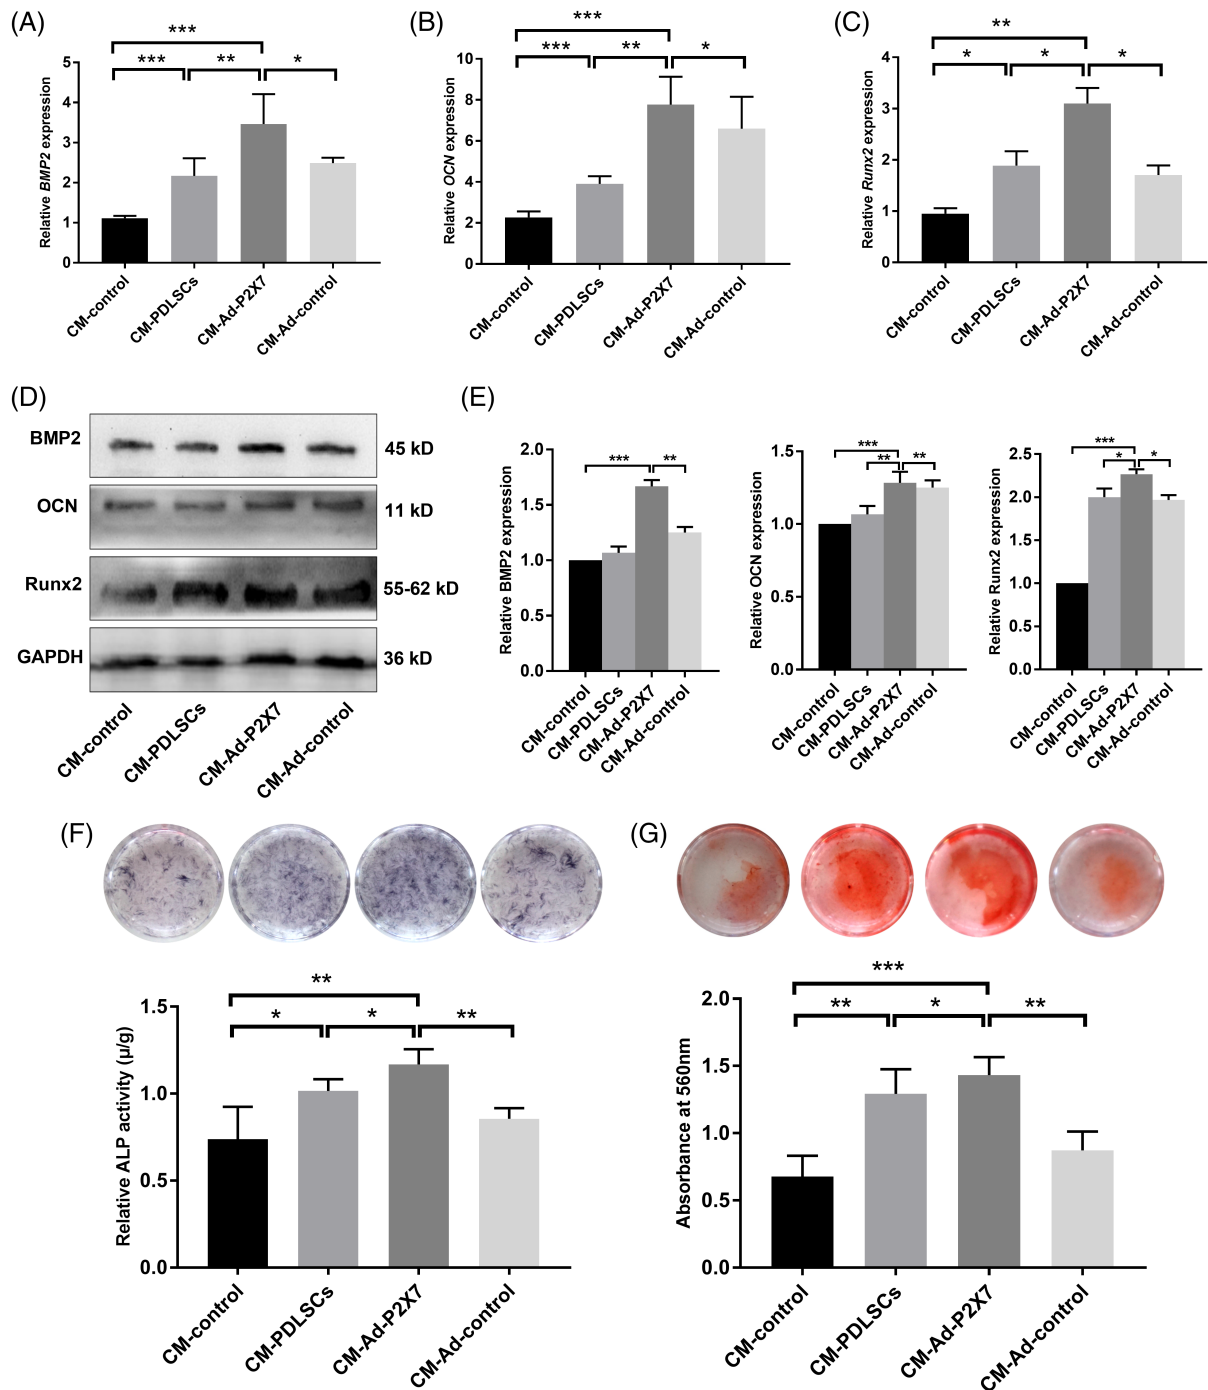 (A)
***
*** ** *
Relative BMP2 expression
5
4
3
2
1
0
CM-control
CM-PDLSCs
CM-Ad-P2X7
CM-Ad-control
(B)
***
*** ** *
Relative OCN expression
10
8
6
4
2
0
CM-control
CM-PDLSCs
CM-Ad-P2X7
CM-Ad-control
(C)
**
* * *
Relative Runx2 expression
4
3
2
1
0
CM-control
CM-PDLSCs
CM-Ad-P2X7
CM-Ad-control
(D)
BMP2 45 kD
OCN 11 kD
Runx2 55-62 kD
GAPDH 36 kD
CM-control
CM-PDLSCs
CM-Ad-P2X7
CM-Ad-control
(E)
*** **
Relative BMP2 expression
2.0
1.5
1.0
0.5
0.0
CM-control
CM-PDLSCs
CM-Ad-P2X7
CM-Ad-control
***
** **
Relative OCN expression
1.5
1.0
0.5
0.0
CM-control
CM-PDLSCs
CM-Ad-P2X7
CM-Ad-control
***
* *
Relative Runx2 expression
2.5
2.0
1.5
1.0
0.5
0.0
CM-control
CM-PDLSCs
CM-Ad-P2X7
CM-Ad-control
(F)
**
* * **
Relative ALP activity (μ/g)
1.5
1.0
0.5
0.0
CM-control
CM-PDLSCs
CM-Ad-P2X7
CM-Ad-control
(G)
***
** * **
Absorbance at 560nm
2.0
1.5
1.0
0.5
0.0
CM-control
CM-PDLSCs
CM-Ad-P2X7
CM-Ad-control